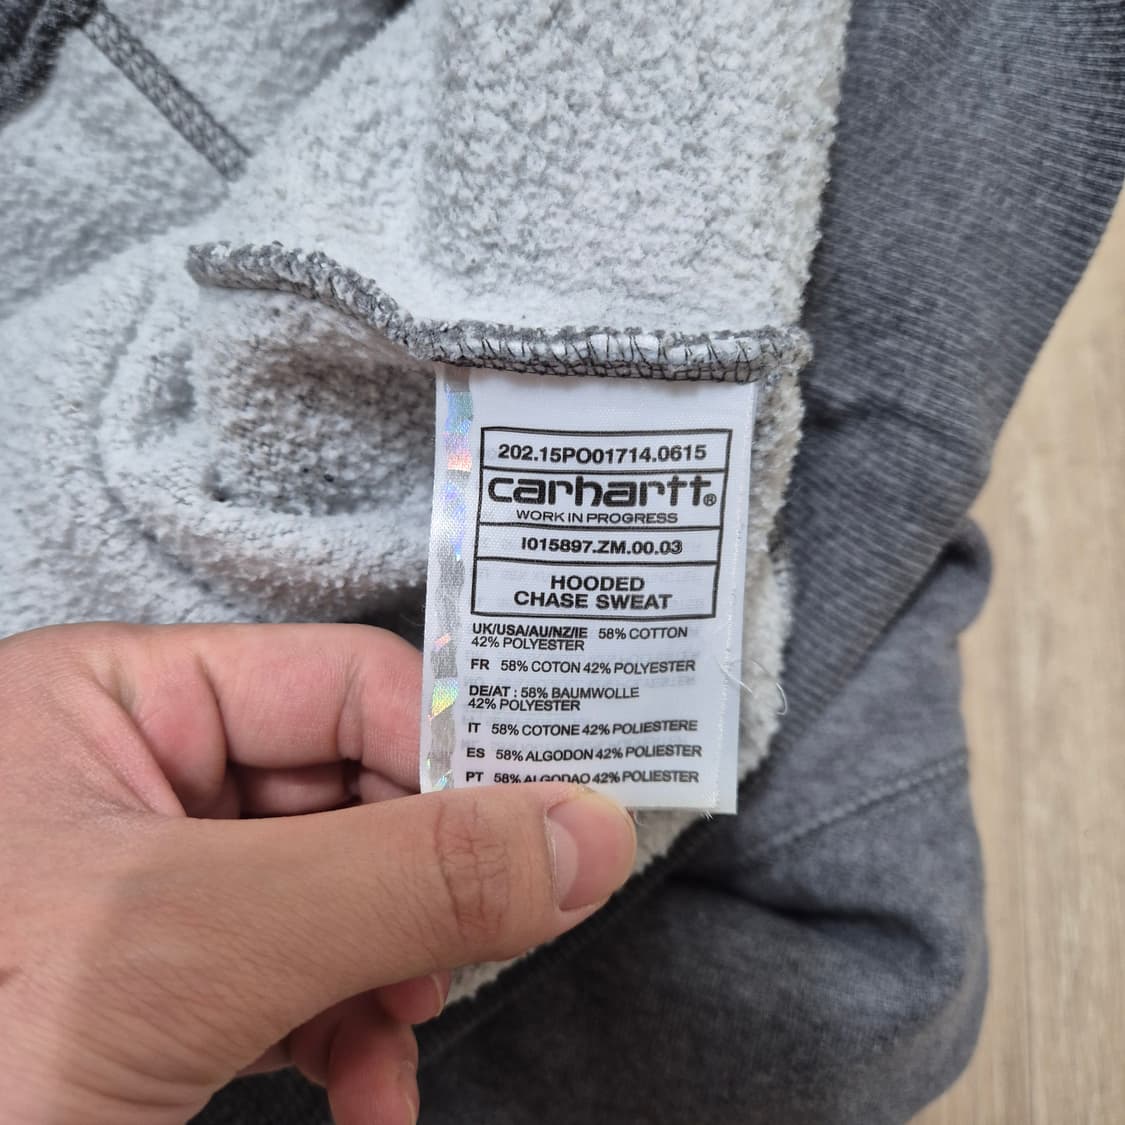 202.15PO01714.0615
carhartt®
WORK IN PROGRESS
I015897.ZM.00.03
HOODED
CHASE SWEAT
UK/USA/AU/NZ/IE 58% COTTON
42% POLYESTER
FR 58% COTON 42% POLYESTER
DE/AT : 58% BAUMWOLLE
42% POLYESTER
IT 58% COTONE 42% POLIESTERE
ES 58% ALGODON 42% POLIESTER
PT 58% ALGODAO 42% POLIESTER